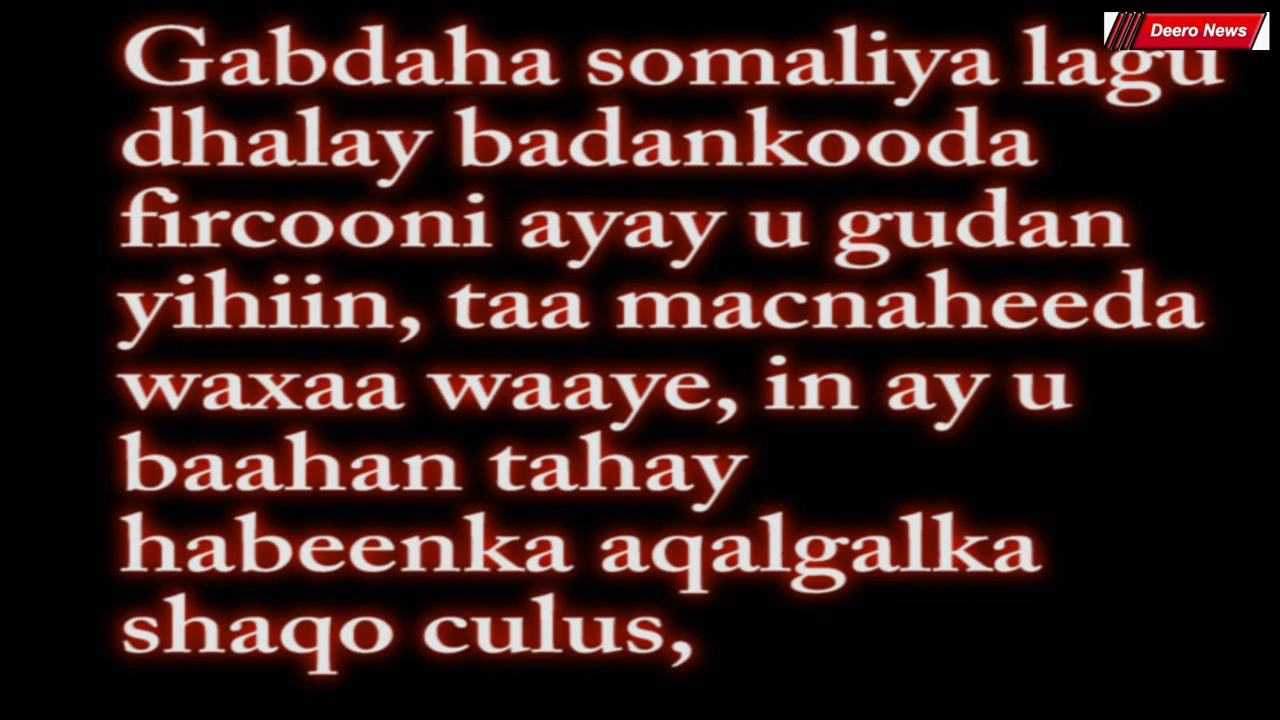 Deero News
Gabdaha somaliya lagu
dhalay badankooda
fircooni ayay u gudan
yihiin, taa macnaheeda
waxaa waaye, in ay u
baahan tahay
habeenka aqalgalka
shaqo culus,